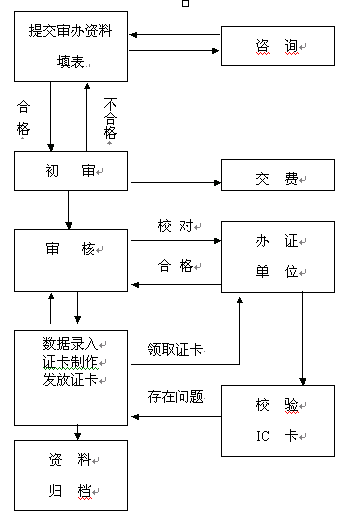 提交审办资料
填表
咨 询
合格
不合格
初 审
交 费
审 核
校 对
合 格
办 证
单 位
数据录入
证卡制作
发放证卡
领取证卡
存在问题
校 验
IC 卡
资 料
归 档